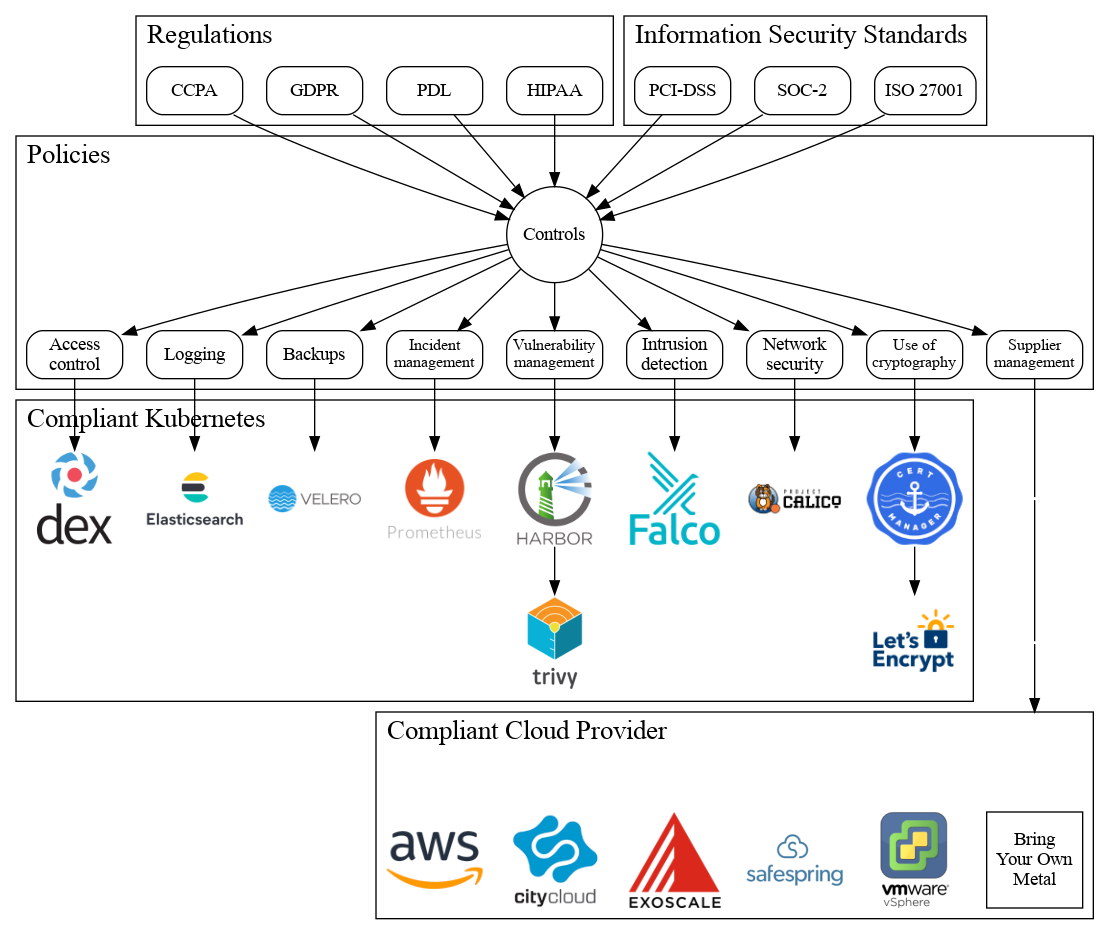 Regulations
Information Security Standards
CCPA
GDPR
PDL
HIPAA
PCI-DSS
SOC-2
ISO 27001
Policies
Controls
Access
control
Logging
Backups
Incident
management
Vulnerability
management
Intrusion
detection
Network
security
Use of
cryptography
Supplier
management
Compliant Kubernetes
dex
Elasticsearch
VELERO
Prometheus
HARBOR
Falco
PROJECT
CALICO
CERT
MANAGER
trivy
Let's
Encrypt
Compliant Cloud Provider
aws
citycloud
EXOSCALE
safespring
vmware®
vSphere
Bring
Your Own
Metal